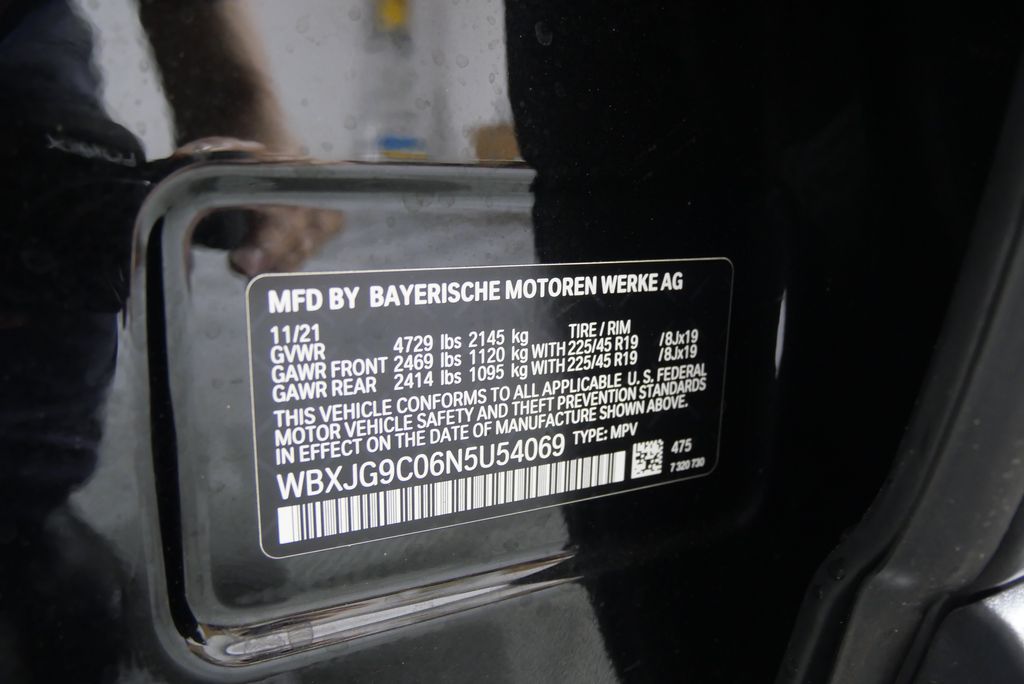 MFD BY BAYERISCHE MOTOREN WERKE AG
11/21 TIRE / RIM
GVWR 4729 lbs 2145 kg
GAWR FRONT 2469 lbs 1120 kg WITH 225/45 R19 /8Jx19
GAWR REAR 2414 lbs 1095 kg WITH 225/45 R19 /8Jx19
THIS VEHICLE CONFORMS TO ALL APPLICABLE U. S. FEDERAL
MOTOR VEHICLE SAFETY AND THEFT PREVENTION STANDARDS
IN EFFECT ON THE DATE OF MANUFACTURE SHOWN ABOVE.
WBXJG9C06N5U54069 TYPE: MPV
475
7 320 730